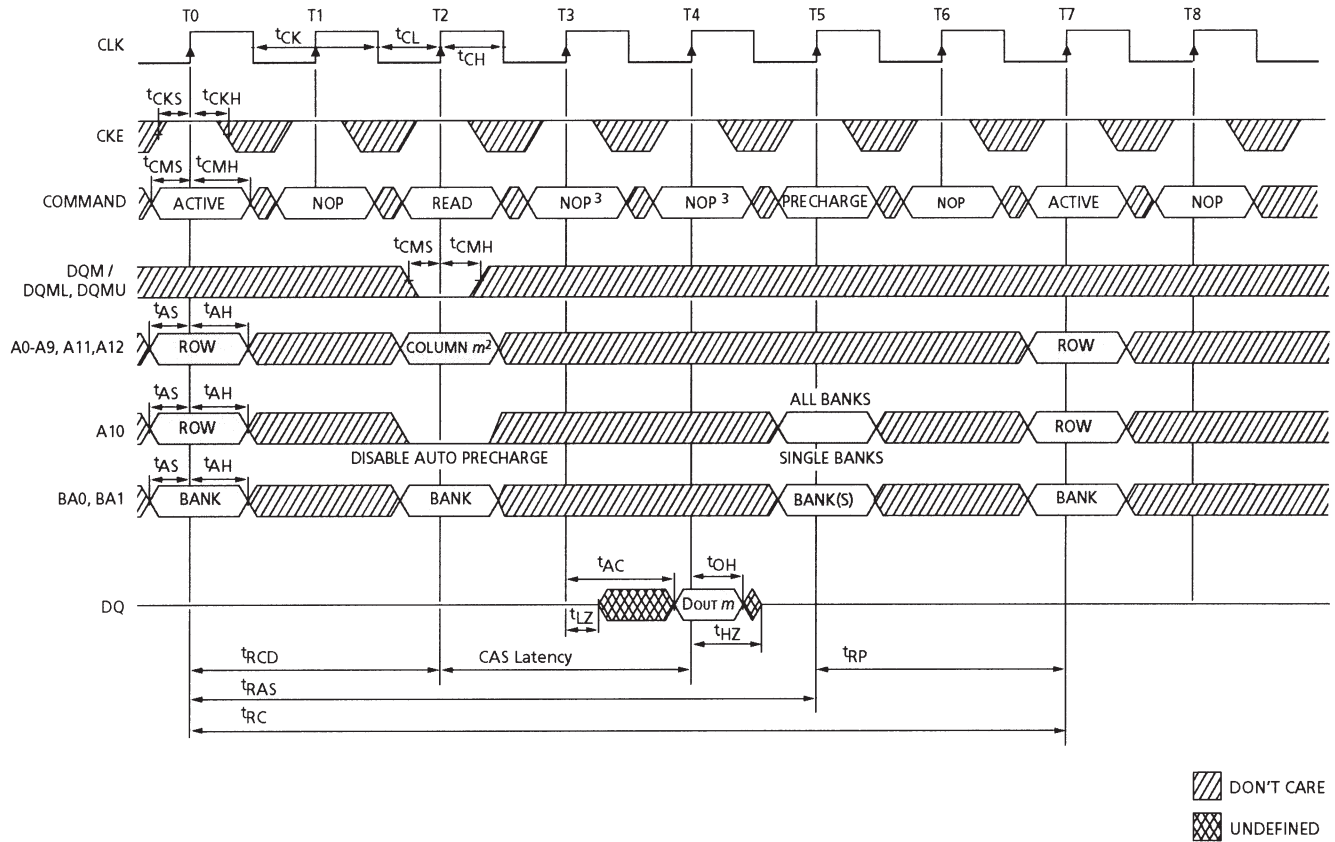 T0 T1 T2 T3 T4 T5 T6 T7 T8
CLK tCK tCL tCH
tCKS tCKH
CKE
tCMS tCMH
COMMAND ACTIVE NOP READ NOP 3 NOP 3 PRECHARGE NOP ACTIVE NOP
tCMS tCMH
DQM /
DQML, DQMU
tAS tAH
A0-A9, A11,A12 ROW COLUMN m2 ROW
tAS tAH ALL BANKS
A10 ROW ROW
DISABLE AUTO PRECHARGE SINGLE BANKS
tAS tAH
BA0, BA1 BANK BANK BANK(S) BANK
tAC tOH
DQ DOUT m
tLZ tHZ
tRCD CAS Latency tRP
tRAS
tRC
DON'T CARE
UNDEFINED